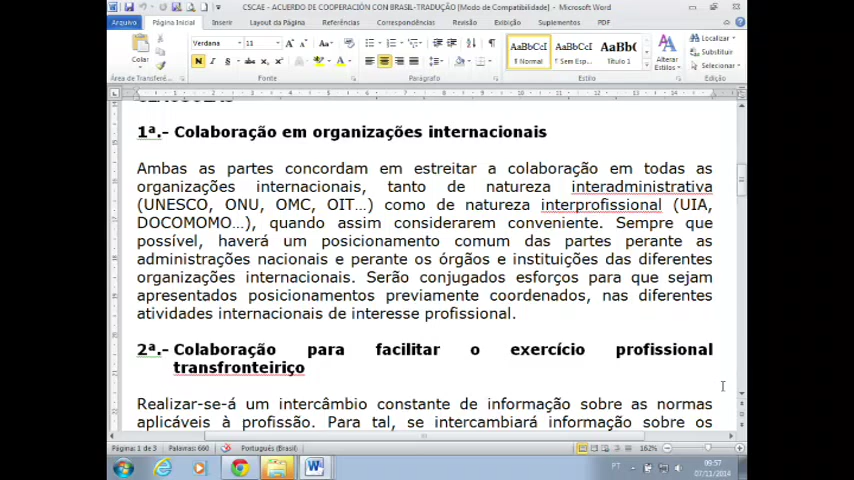 CSCAE - ACUERDO DE COOPERACIÓN CON BRASIL-TRADUÇÃO [Modo de Compatibilidade] - Microsoft Word
Arquivo Página Inicial Inserir Layout da Página Referências Correspondências Revisão Exibição Suplementos PDF
Verdana 11 Localizar
AaBbCcI AaBbCcI AaBb( Substituir
Colar ¶ Normal ¶ Sem Esp... Título 1 Alterar Estilos Selecionar
Área de Transferê... Fonte Parágrafo Estilo Edição
1ª.- Colaboração em organizações internacionais
Ambas as partes concordam em estreitar a colaboração em todas as
organizações internacionais, tanto de natureza interadministrativa
(UNESCO, ONU, OMC, OIT…) como de natureza interprofissional (UIA,
DOCOMOMO…), quando assim considerarem conveniente. Sempre que
possível, haverá um posicionamento comum das partes perante as
administrações nacionais e perante os órgãos e instituições das diferentes
organizações internacionais. Serão conjugados esforços para que sejam
apresentados posicionamentos previamente coordenados, nas diferentes
atividades internacionais de interesse profissional.
2ª.- Colaboração para facilitar o exercício profissional
transfronteiriço
Realizar-se-á um intercâmbio constante de informação sobre as normas
aplicáveis à profissão. Para tal, se intercambiará informação sobre os
Página: 1 de 3 Palavras: 660 Português (Brasil) 162%
PT 09:57
07/11/2014